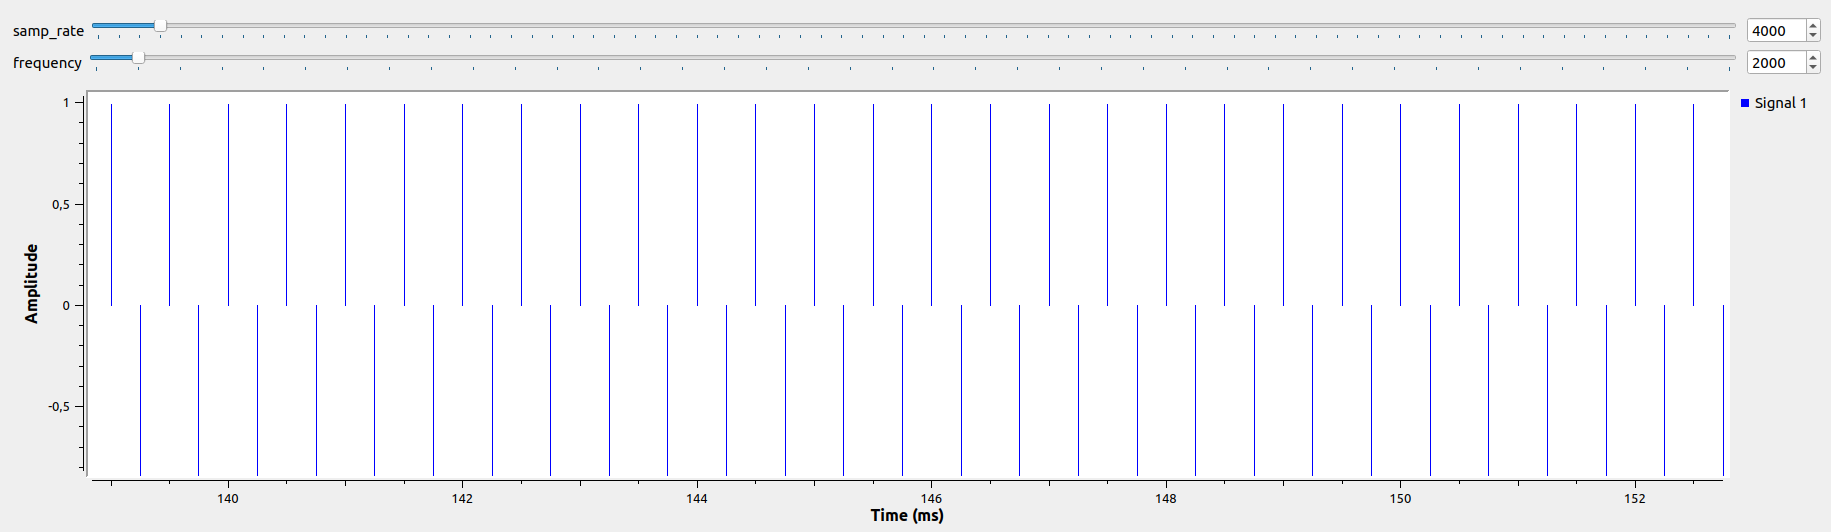 samp_rate 4000
frequency 2000
Signal 1
1
0,5
0
-0,5
Amplitude
140 142 144 146 148 150 152
Time (ms)